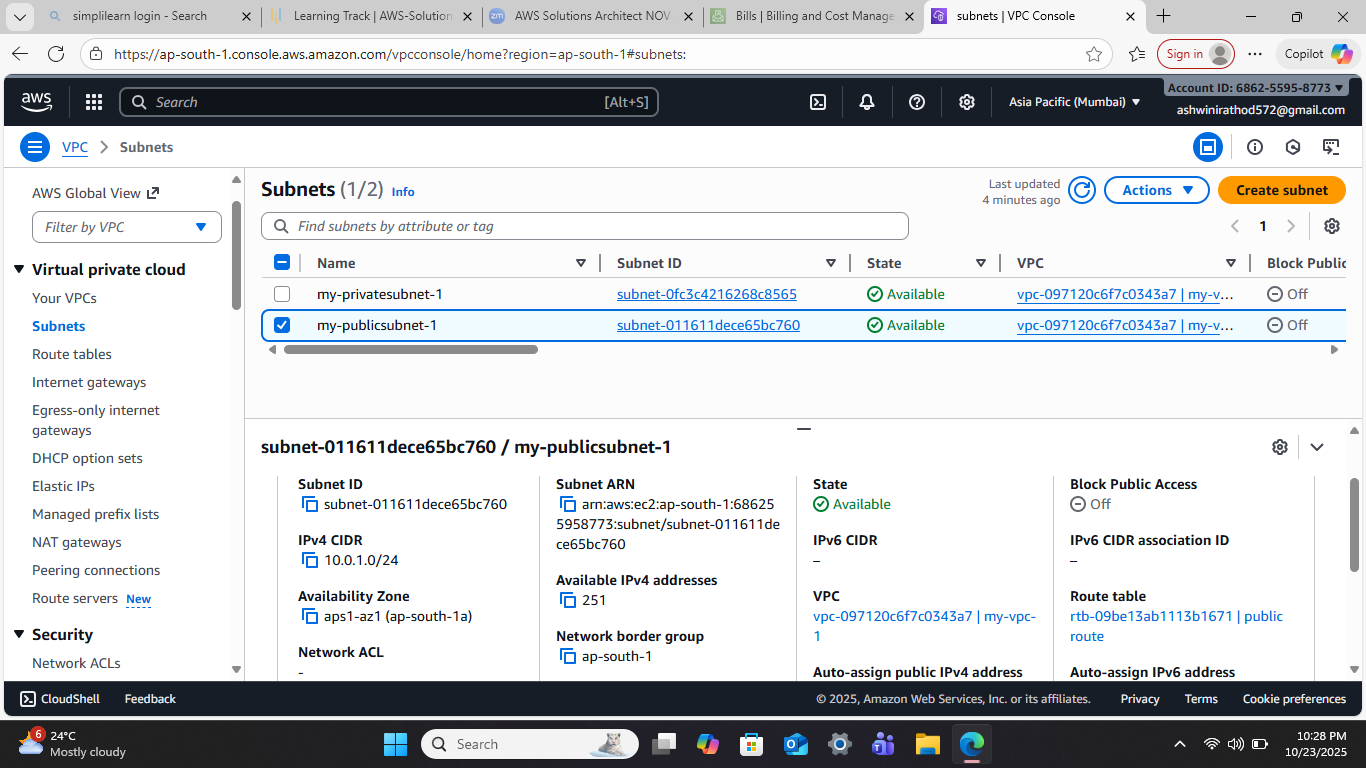 simplilearn login - Search
Learning Track | AWS-Solution
zm
AWS Solutions Architect NOV
Bills | Billing and Cost Manage
subnets | VPC Console
https://ap-south-1.console.aws.amazon.com/vpcconsole/home?region=ap-south-1#subnets:
Sign in
Copilot
aws
Search
[Alt+S]
Asia Pacific (Mumbai)
Account ID: 6862-5595-8773
ashwinirathod572@gmail.com
VPC
Subnets
AWS Global View
Filter by VPC
Virtual private cloud
Your VPCs
Subnets
Route tables
Internet gateways
Egress-only internet
gateways
DHCP option sets
Elastic IPs
Managed prefix lists
NAT gateways
Peering connections
Route servers New
Security
Network ACLs
Subnets (1/2) Info
Last updated
4 minutes ago
Actions
Create subnet
Find subnets by attribute or tag
1
Name Subnet ID State VPC Block Public
my-privatesubnet-1 subnet-0fc3c4216268c8565 Available vpc-097120c6f7c0343a7 | my-v... Off
my-publicsubnet-1 subnet-011611dece65bc760 Available vpc-097120c6f7c0343a7 | my-v... Off
subnet-011611dece65bc760 / my-publicsubnet-1
Subnet ID
subnet-011611dece65bc760
IPv4 CIDR
10.0.1.0/24
Availability Zone
aps1-az1 (ap-south-1a)
Network ACL
-
Subnet ARN
arn:aws:ec2:ap-south-1:68625
5958773:subnet/subnet-011611de
ce65bc760
Available IPv4 addresses
251
Network border group
ap-south-1
State
Available
IPv6 CIDR
–
VPC
vpc-097120c6f7c0343a7 | my-vpc-
1
Auto-assign public IPv4 address
Block Public Access
Off
IPv6 CIDR association ID
–
Route table
rtb-09be13ab1113b1671 | public
route
Auto-assign IPv6 address
CloudShell
Feedback
© 2025, Amazon Web Services, Inc. or its affiliates.
Privacy
Terms
Cookie preferences
6
24°C
Mostly cloudy
Search
10:28 PM
10/23/2025